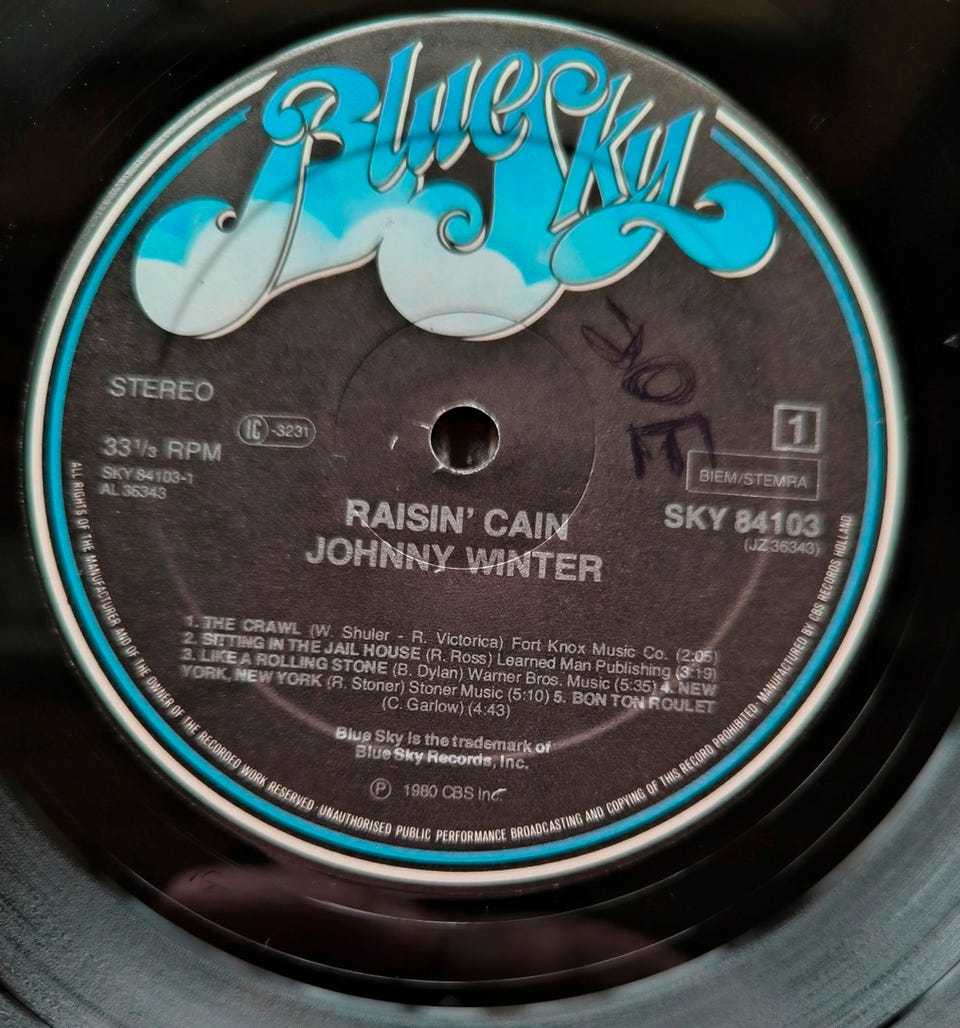 Blue Sky
JOE
STEREO
33 1/3 RPM
SKY 84103-1
AL 36343
IC -3231
1
BIEM/STEMRA
SKY 84103
(JZ 36343)
RAISIN' CAIN
JOHNNY WINTER
1. THE CRAWL (W. Shuler - R. Victorica) Fort Knox Music Co. (2:05)
2. SITTING IN THE JAIL HOUSE (R. Ross) Learned Man Publishing (3:19)
3. LIKE A ROLLING STONE (B. Dylan) Warner Bros. Music (5:35) 4. NEW
YORK, NEW YORK (R. Stoner) Stoner Music (5:10) 5. BON TON ROULET
(C. Garlow) (4:43)
Blue Sky is the trademark of
Blue Sky Records, Inc.
Ⓟ 1980 CBS Inc.
ALL RIGHTS OF THE MANUFACTURER AND OF THE OWNER OF THE RECORDED WORK RESERVED · UNAUTHORISED PUBLIC PERFORMANCE BROADCASTING AND COPYING OF THIS RECORD PROHIBITED · MANUFACTURED BY CBS RECORDS HOLLAND